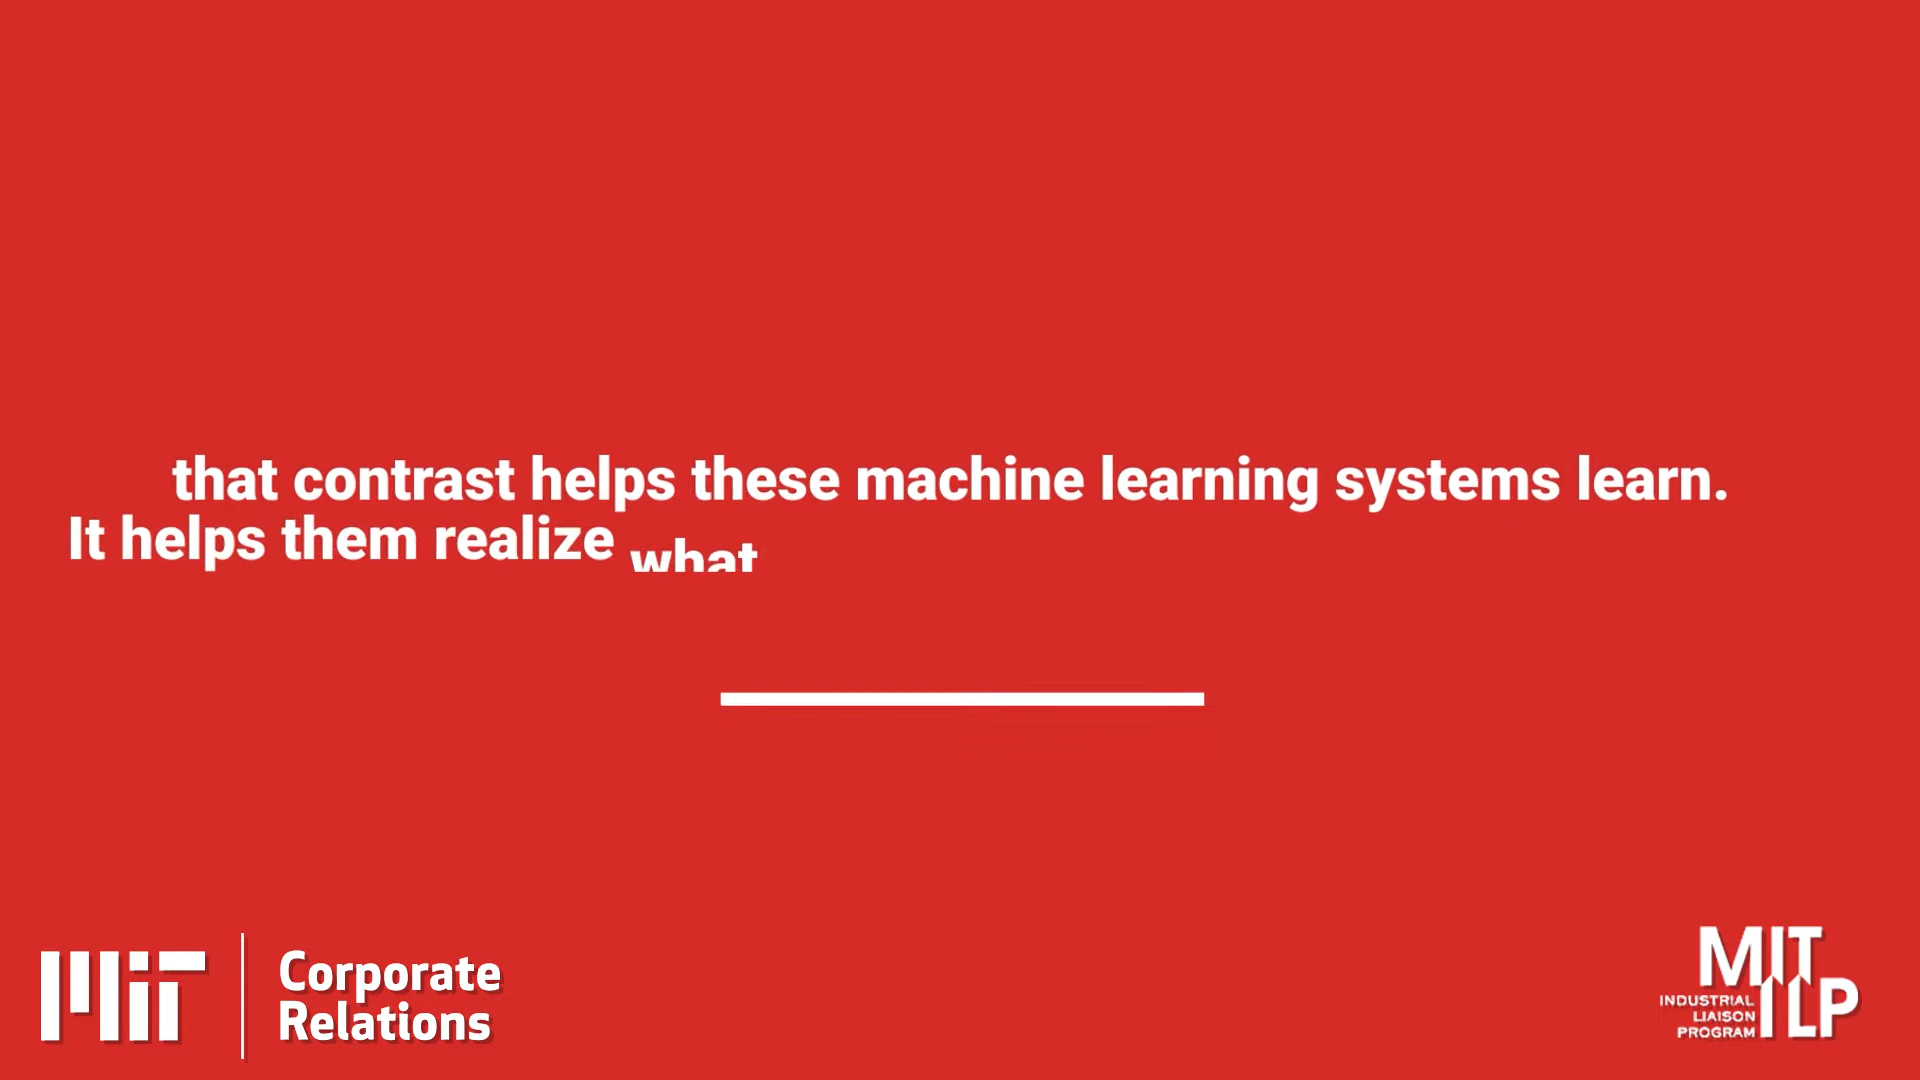 that contrast helps these machine learning systems learn.
It helps them realize what
MIT
Corporate
Relations
MIT
ILP
INDUSTRIAL
LIAISON
PROGRAM